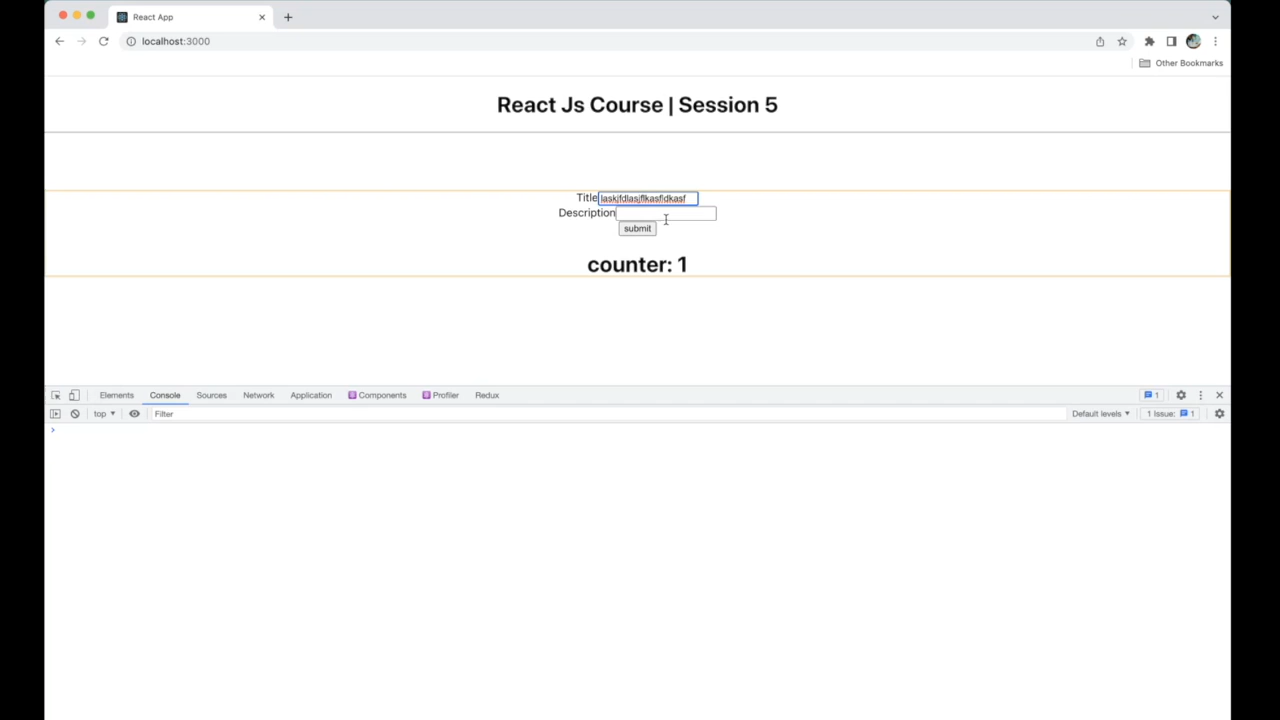 React App
localhost:3000
Other Bookmarks
React Js Course | Session 5
Title
Description
submit
counter: 1
Elements Console Sources Network Application Components Profiler Redux 1
top Filter Default levels 1 Issue: 1